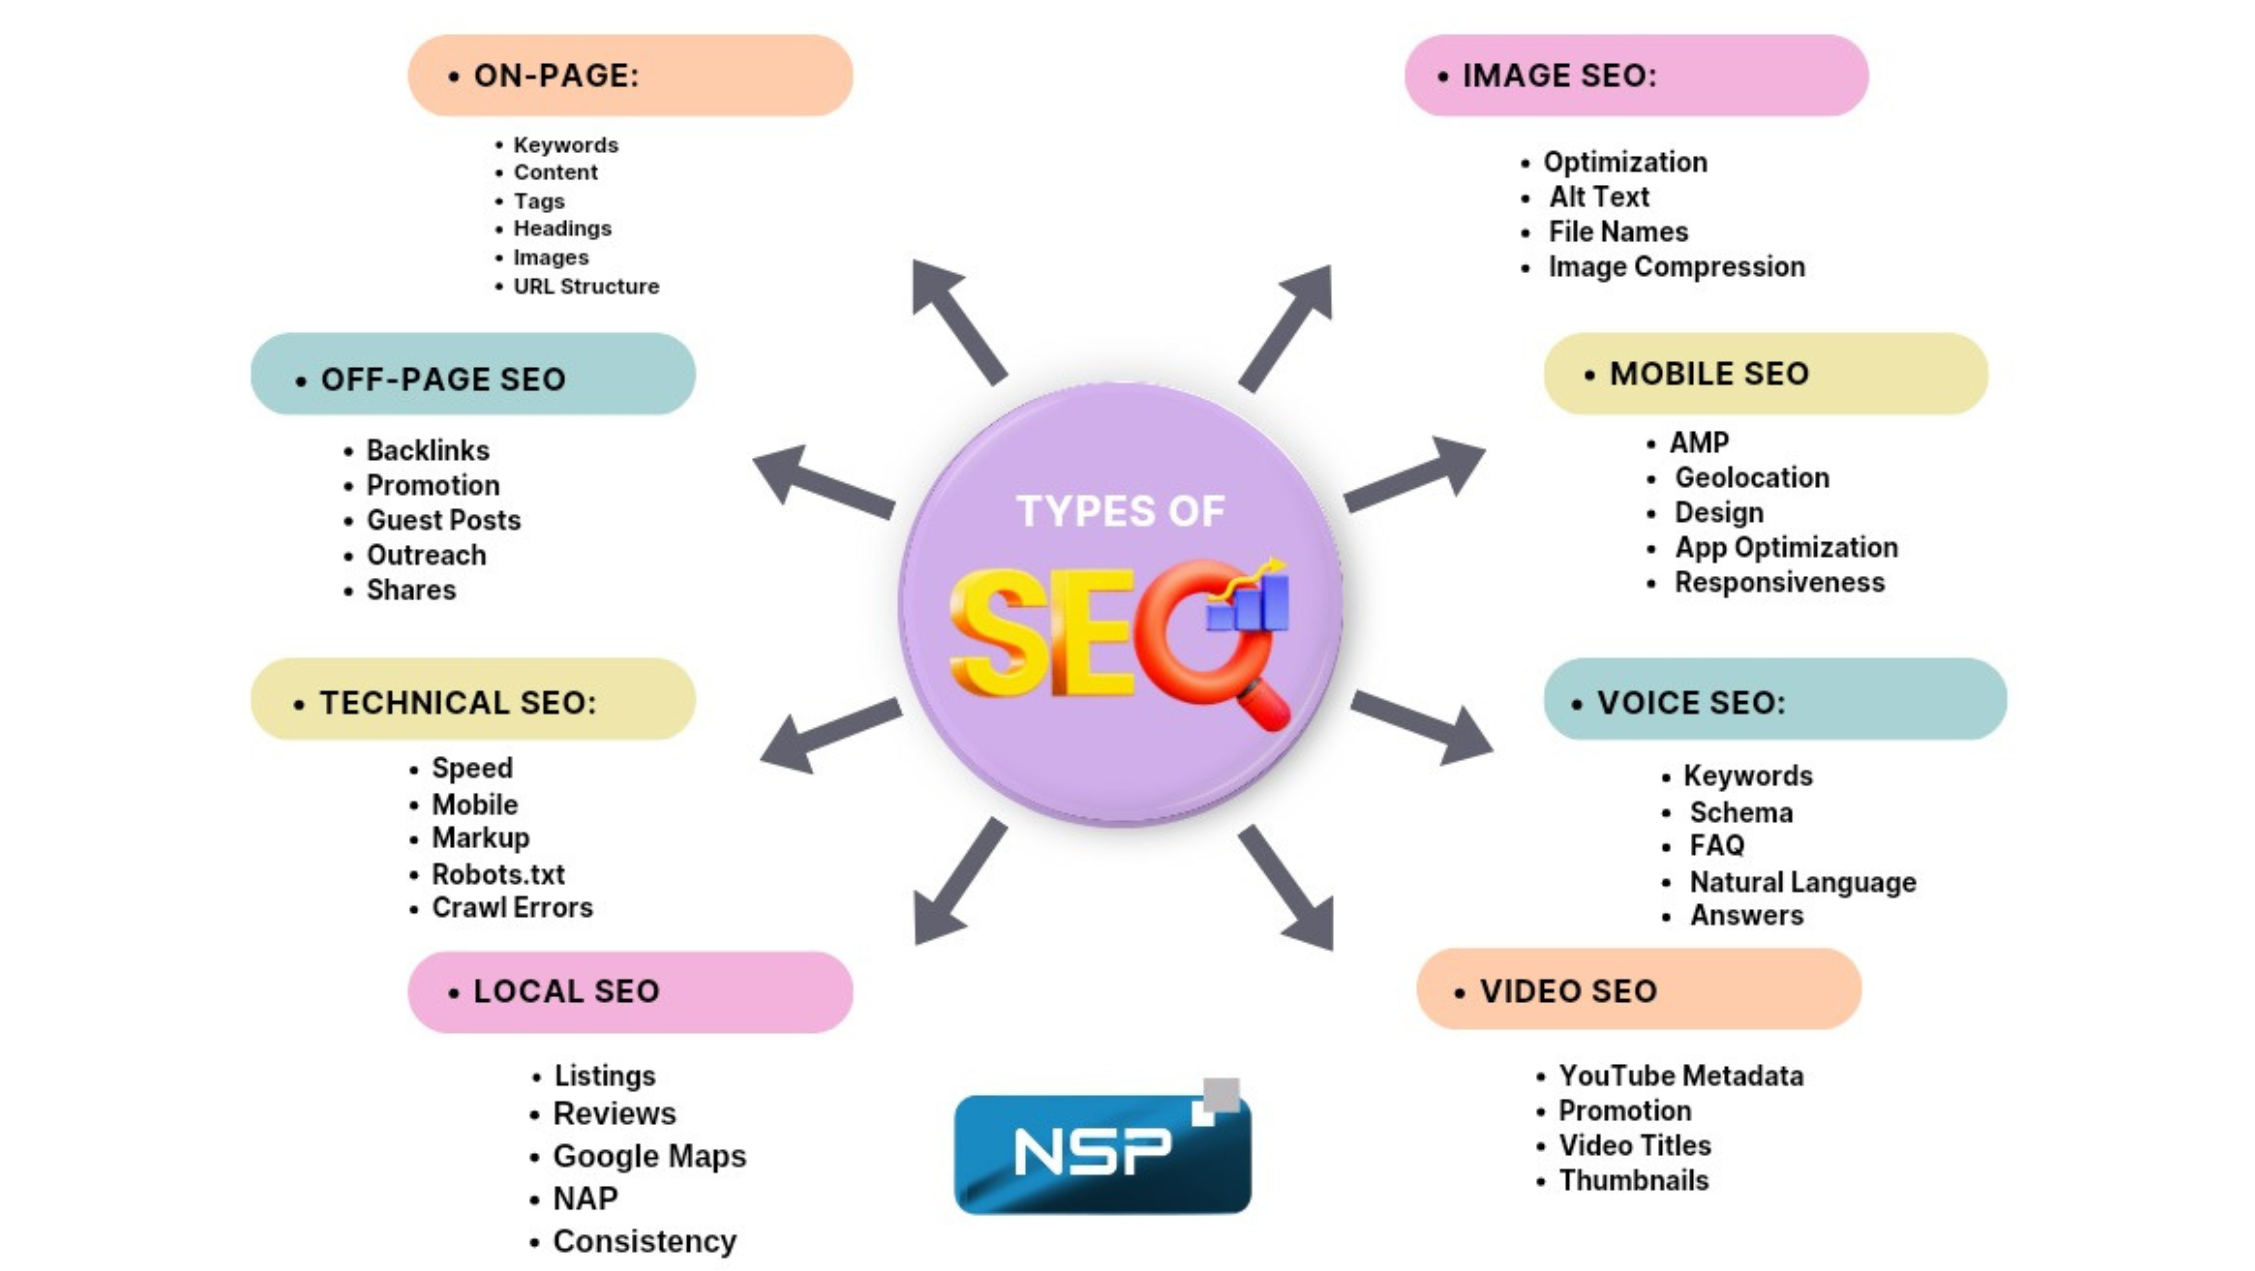 • ON-PAGE:
• Keywords
• Content
• Tags
• Headings
• Images
• URL Structure
• OFF-PAGE SEO
• Backlinks
• Promotion
• Guest Posts
• Outreach
• Shares
• TECHNICAL SEO:
• Speed
• Mobile
• Markup
• Robots.txt
• Crawl Errors
• LOCAL SEO
• Listings
• Reviews
• Google Maps
• NAP
• Consistency
TYPES OF
SEO
NSP
• IMAGE SEO:
• Optimization
• Alt Text
• File Names
• Image Compression
• MOBILE SEO
• AMP
• Geolocation
• Design
• App Optimization
• Responsiveness
• VOICE SEO:
• Keywords
• Schema
• FAQ
• Natural Language
• Answers
• VIDEO SEO
• YouTube Metadata
• Promotion
• Video Titles
• Thumbnails